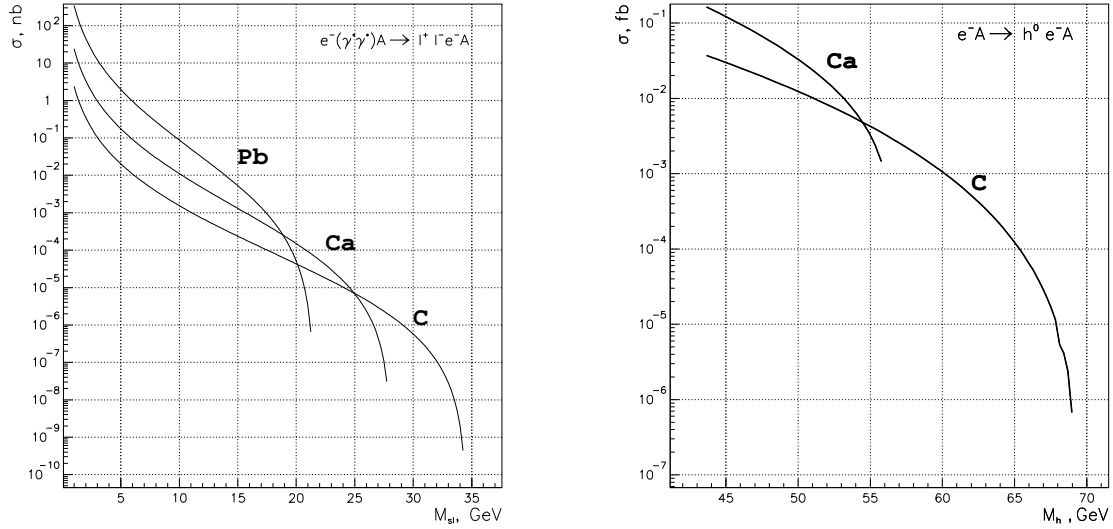 σ, nb
10²
10
1
10⁻¹
10⁻²
10⁻³
10⁻⁴
10⁻⁵
10⁻⁶
10⁻⁷
10⁻⁸
10⁻⁹
10⁻¹⁰
e⁻(γ*γ*)A → l⁺ l⁻e⁻A
Pb
Ca
C
5 10 15 20 25 30 35
M_sl, GeV
σ, fb
10⁻¹
10⁻²
10⁻³
10⁻⁴
10⁻⁵
10⁻⁶
10⁻⁷
e⁻A → h⁰ e⁻A
Ca
C
45 50 55 60 65 70
M_h , GeV